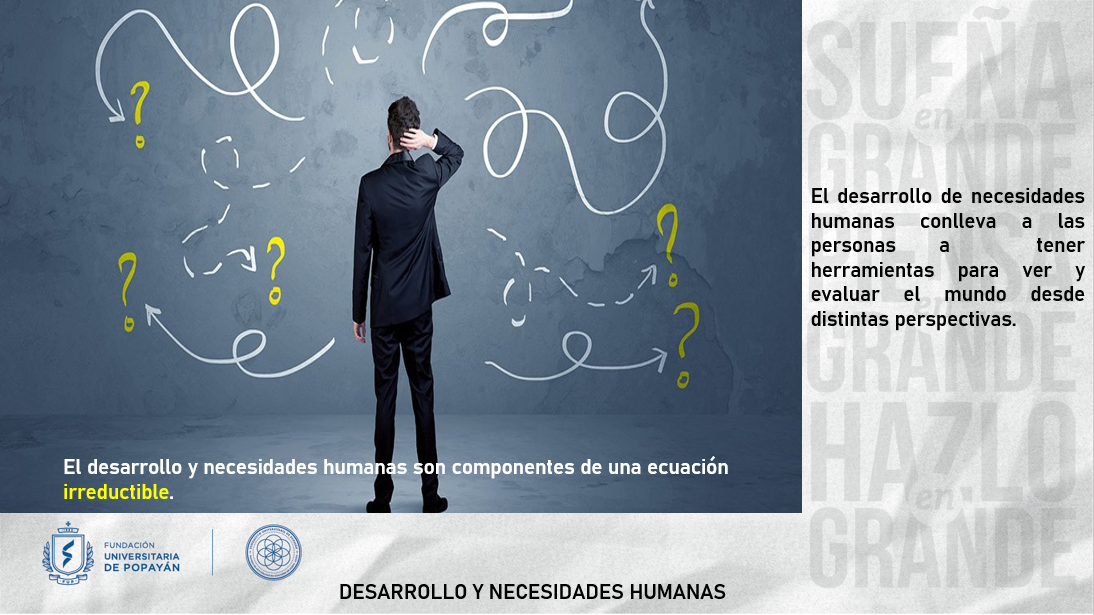 El desarrollo y necesidades humanas son componentes de una ecuación
irreductible.
El desarrollo de necesidades
humanas conlleva a las
personas a tener
herramientas para ver y
evaluar el mundo desde
distintas perspectivas.
SUEÑA
en
GRANDE
en
GRANDE
HAZLO
en
GRANDE
FUNDACIÓN
UNIVERSITARIA
DE POPAYÁN
DESARROLLO Y NECESIDADES HUMANAS